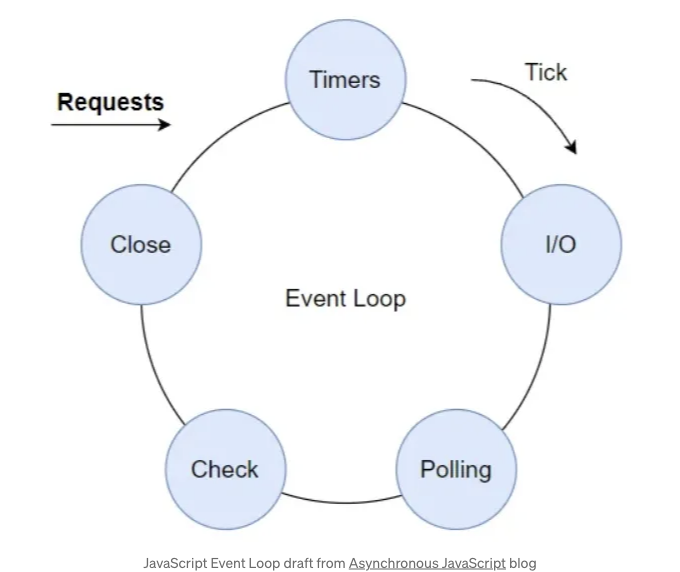 Timers
Tick
Requests
Close
I/O
Event Loop
Check
Polling
JavaScript Event Loop draft from Asynchronous JavaScript blog